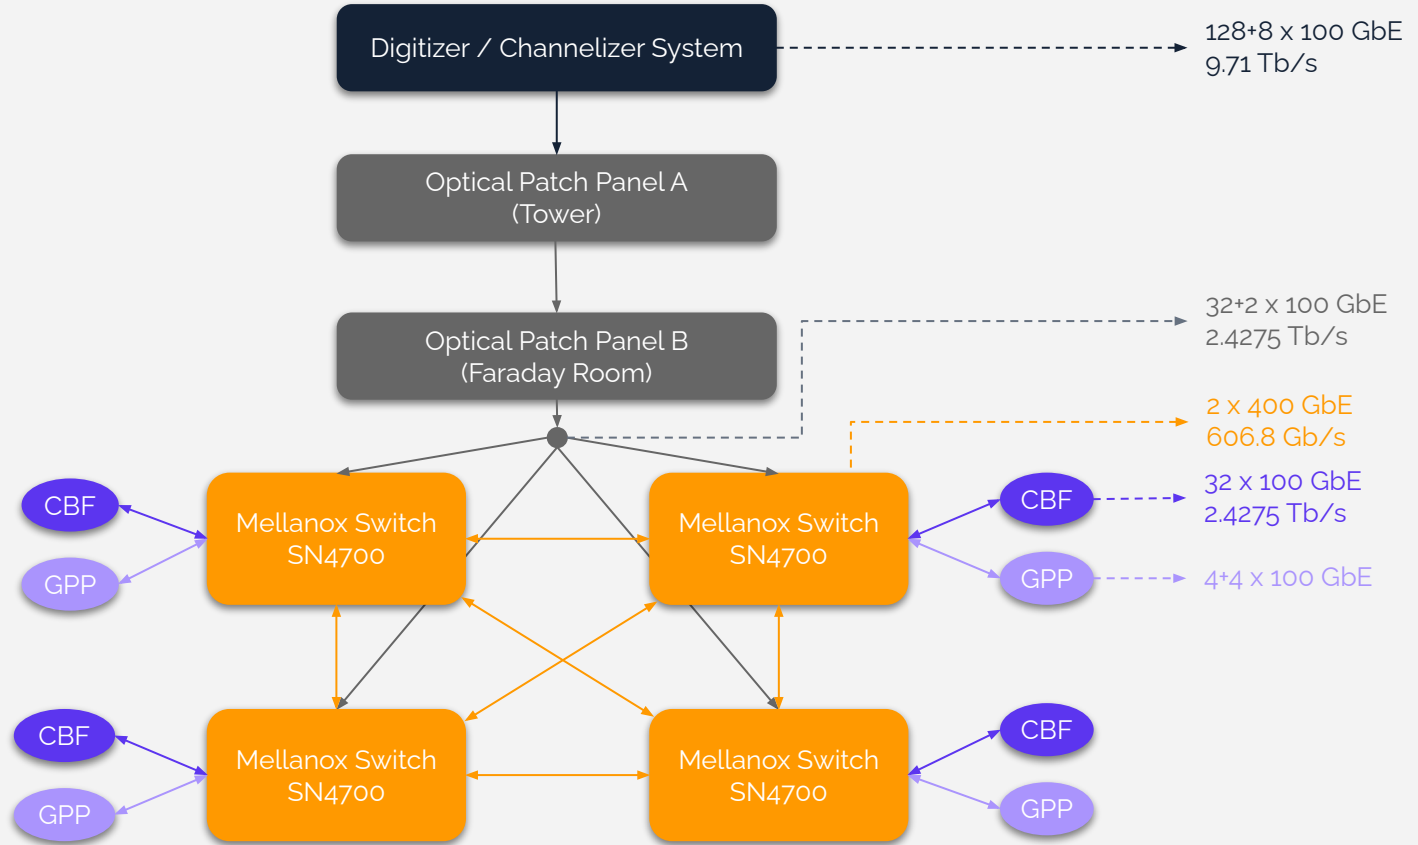 Digitizer / Channelizer System
128+8 x 100 GbE
9.71 Tb/s
Optical Patch Panel A
(Tower)
Optical Patch Panel B
(Faraday Room)
32+2 x 100 GbE
2.4275 Tb/s
2 x 400 GbE
606.8 Gb/s
CBF
GPP
Mellanox Switch
SN4700
Mellanox Switch
SN4700
CBF
GPP
32 x 100 GbE
2.4275 Tb/s
4+4 x 100 GbE
CBF
GPP
Mellanox Switch
SN4700
Mellanox Switch
SN4700
CBF
GPP